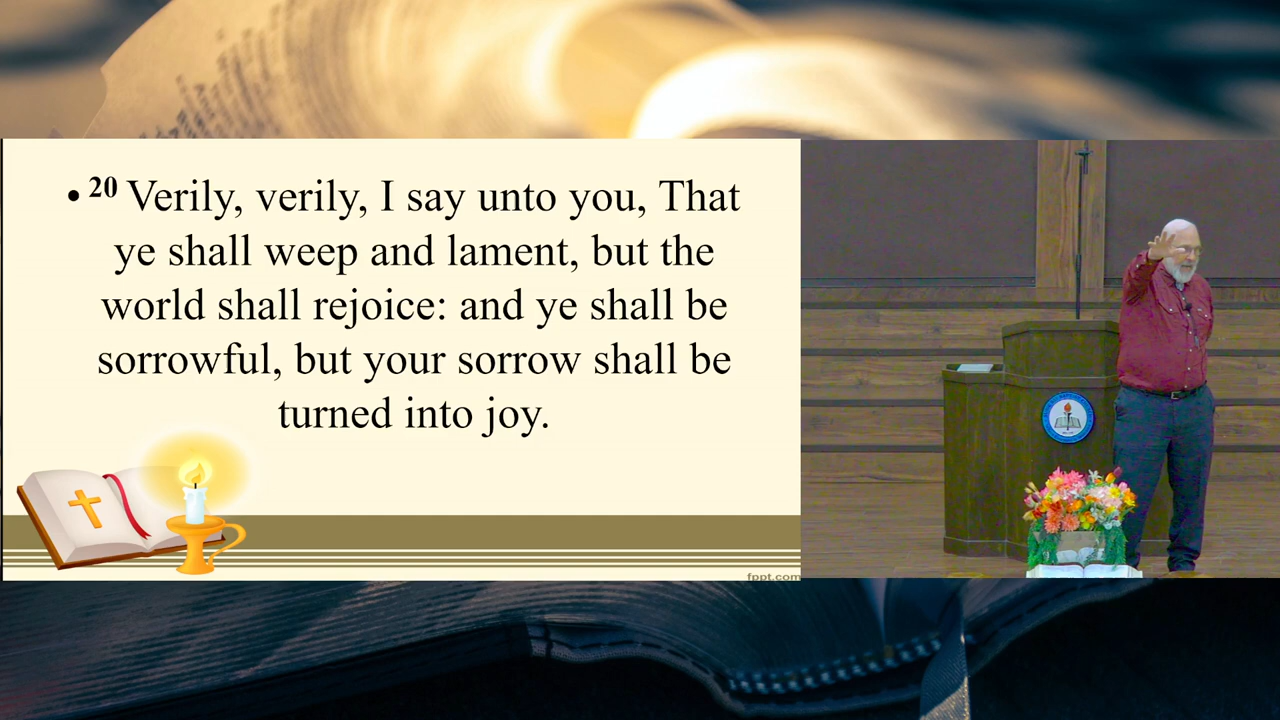 • 20 Verily, verily, I say unto you, That
ye shall weep and lament, but the
world shall rejoice: and ye shall be
sorrowful, but your sorrow shall be
turned into joy.
fppt.com